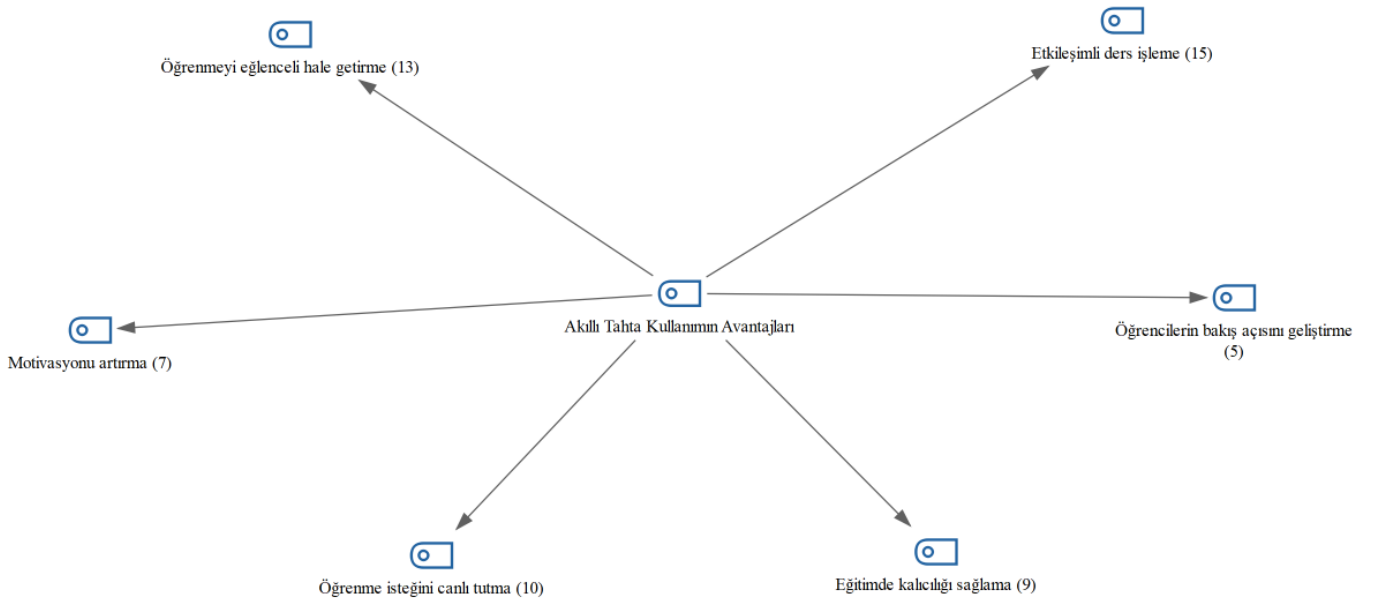 Etkileşimli ders işleme (15)
Öğrenmeyi eğlenceli hale getirme (13)
Akıllı Tahta Kullanımın Avantajları
Öğrencilerin bakış açısını geliştirme
(5)
Motivasyonu artırma (7)
Öğrenme isteğini canlı tutma (10)
Eğitimde kalıcılığı sağlama (9)